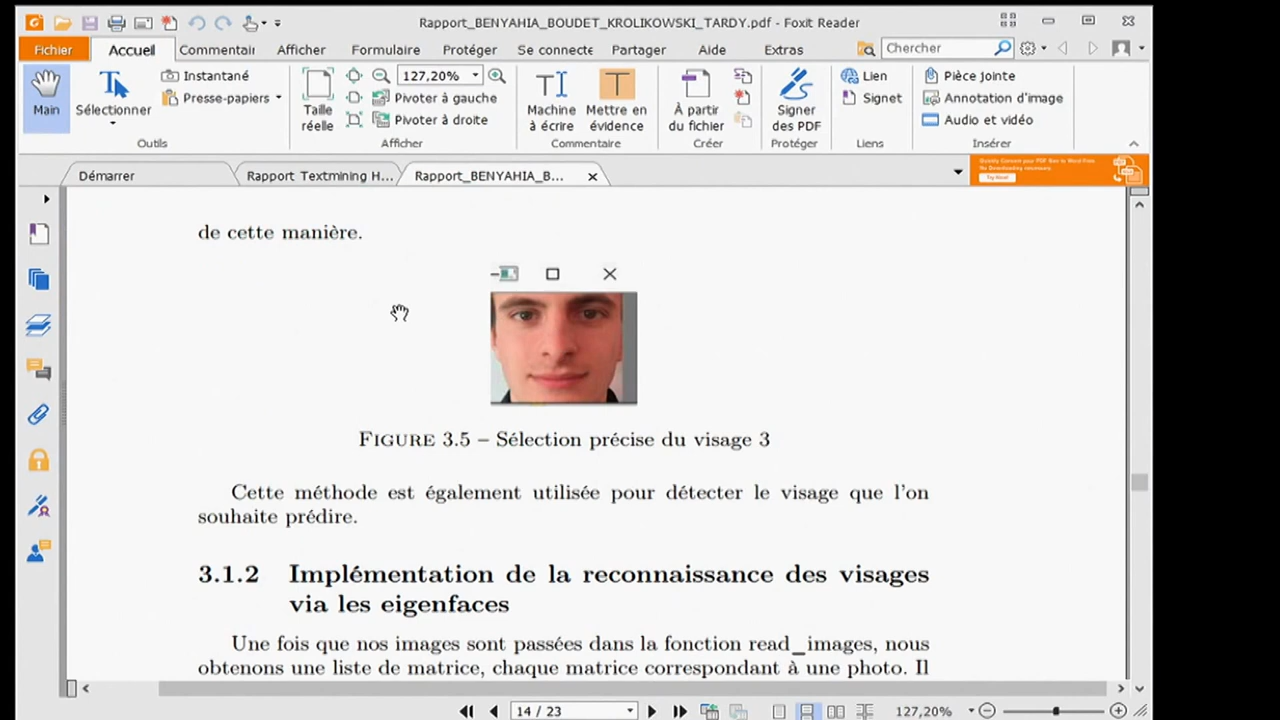 Rapport_BENYAHIA_BOUDET_KROLIKOWSKI_TARDY.pdf - Foxit Reader
Fichier Accueil Commentair Afficher Formulaire Protéger Se connecte Partager Aide Extras Chercher
Main
Sélectionner
Instantané
Presse-papiers
Outils
Taille réelle
127,20%
Pivoter à gauche
Pivoter à droite
Afficher
Machine à écrire
Mettre en évidence
Commentaire
À partir du fichier
Créer
Signer des PDF
Protéger
Lien
Signet
Liens
Pièce jointe
Annotation d'image
Audio et vidéo
Insérer
Démarrer Rapport Textmining H... Rapport_BENYAHIA_B...
de cette manière.
FIGURE 3.5 – Sélection précise du visage 3
Cette méthode est également utilisée pour détecter le visage que l'on
souhaite prédire.
3.1.2 Implémentation de la reconnaissance des visages
via les eigenfaces
Une fois que nos images sont passées dans la fonction read_images, nous
obtenons une liste de matrice, chaque matrice correspondant à une photo. Il
14 / 23 127,20%